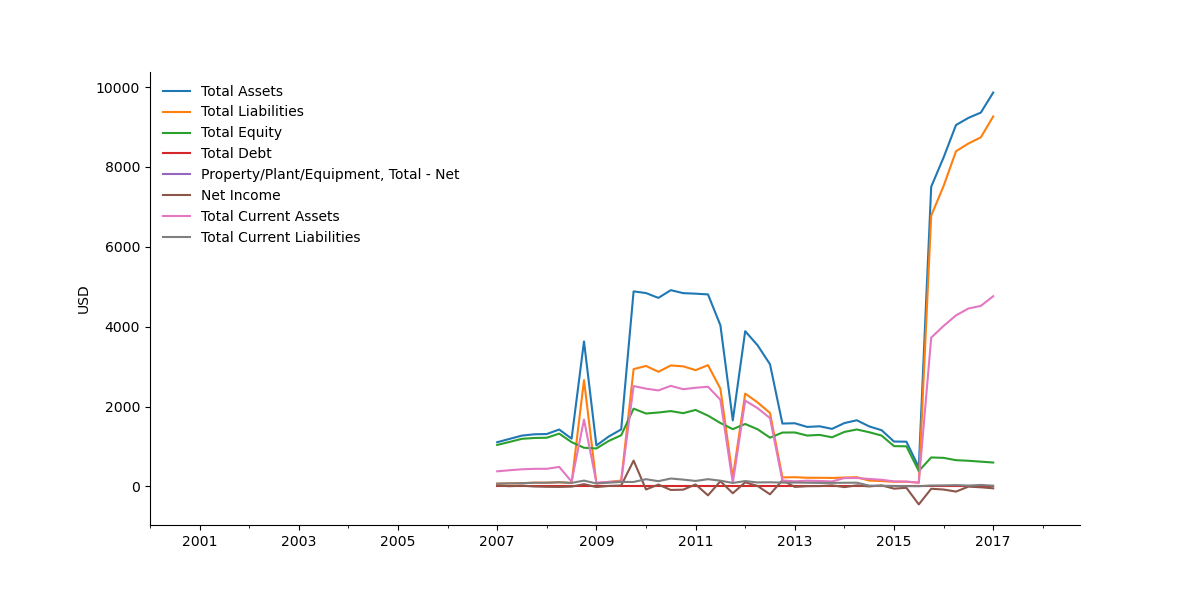 10000
8000
6000
4000
2000
0
USD
Total Assets
Total Liabilities
Total Equity
Total Debt
Property/Plant/Equipment, Total - Net
Net Income
Total Current Assets
Total Current Liabilities
2001 2003 2005 2007 2009 2011 2013 2015 2017